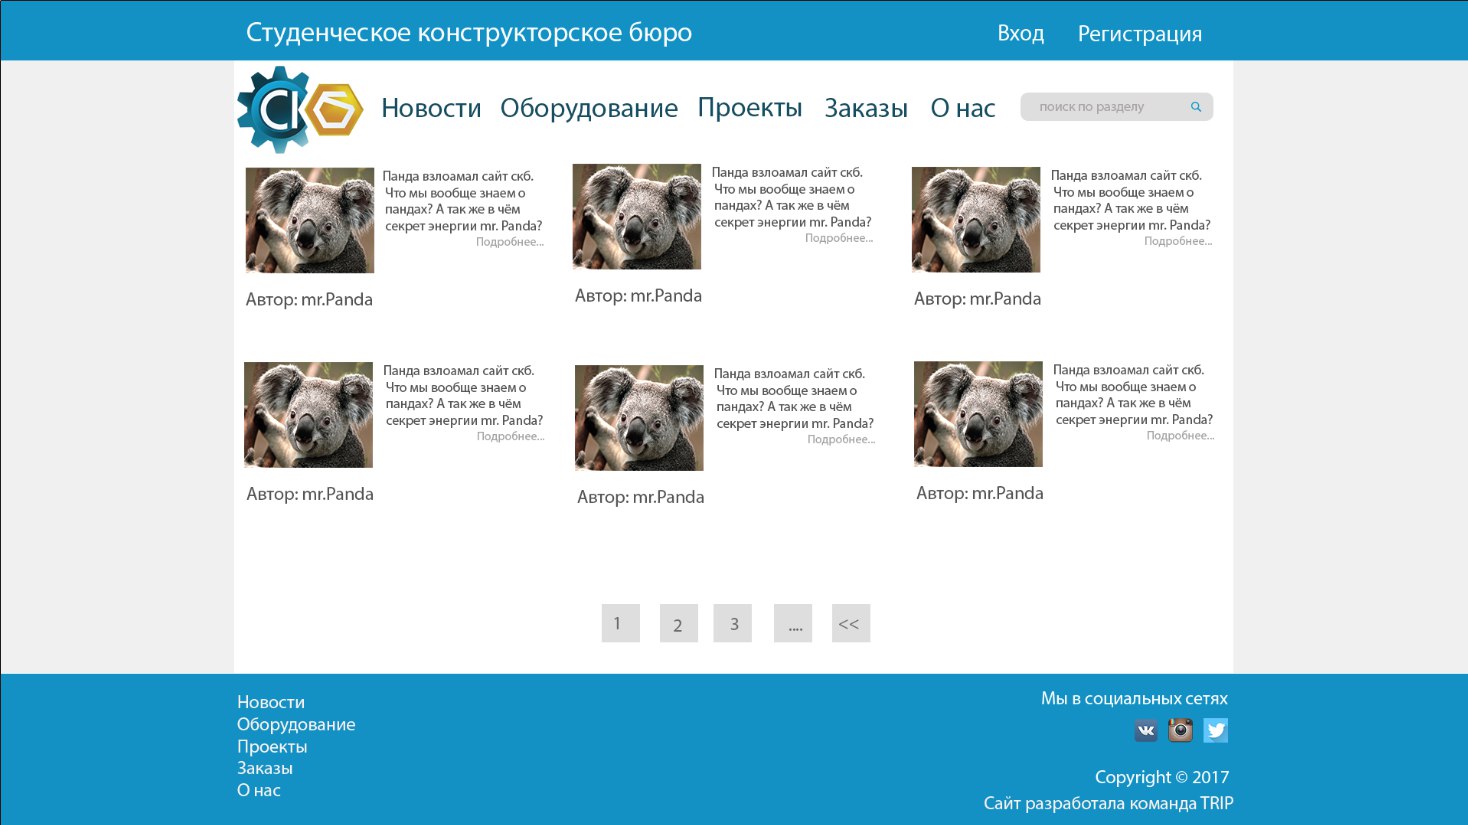 Студенческое конструкторское бюро
Вход
Регистрация
СК
Новости
Оборудование
Проекты
Заказы
О нас
поиск по разделу
Панда взлоамал сайт скб.
Что мы вообще знаем о
пандах? А так же в чём
секрет энергии mr. Panda?
Подробнее...
Автор: mr.Panda
Панда взлоамал сайт скб.
Что мы вообще знаем о
пандах? А так же в чём
секрет энергии mr. Panda?
Подробнее...
Автор: mr.Panda
Панда взлоамал сайт скб.
Что мы вообще знаем о
пандах? А так же в чём
секрет энергии mr. Panda?
Подробнее...
Автор: mr.Panda
Панда взлоамал сайт скб.
Что мы вообще знаем о
пандах? А так же в чём
секрет энергии mr. Panda?
Подробнее...
Автор: mr.Panda
Панда взлоамал сайт скб.
Что мы вообще знаем о
пандах? А так же в чём
секрет энергии mr. Panda?
Подробнее...
Автор: mr.Panda
Панда взлоамал сайт скб.
Что мы вообще знаем о
пандах? А так же в чём
секрет энергии mr. Panda?
Подробнее...
Автор: mr.Panda
1 2 3 .... <<
Новости
Оборудование
Проекты
Заказы
О нас
Мы в социальных сетях
Copyright © 2017
Сайт разработала команда TRIP